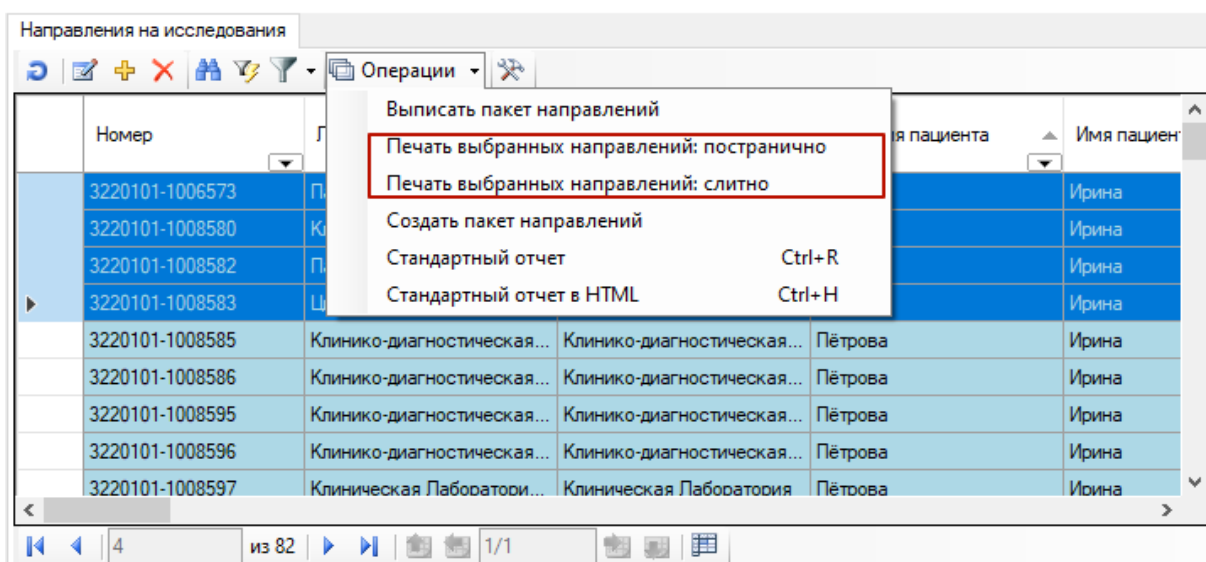 Направления на исследования
Операции
Выписать пакет направлений
Печать выбранных направлений: постранично
Печать выбранных направлений: слитно
Создать пакет направлений
Стандартный отчет Ctrl+R
Стандартный отчет в HTML Ctrl+H
Номер пациента Имя пациен
3220101-1006573 Ирина
3220101-1008580 Ирина
3220101-1008582 Ирина
3220101-1008583 Ирина
3220101-1008585 Клинико-диагностическая... Клинико-диагностическая... Пётрова Ирина
3220101-1008586 Клинико-диагностическая... Клинико-диагностическая... Пётрова Ирина
3220101-1008595 Клинико-диагностическая... Клинико-диагностическая... Пётрова Ирина
3220101-1008596 Клинико-диагностическая... Клинико-диагностическая... Пётрова Ирина
3220101-1008597 Клиническая Лаборатори... Клиническая Лаборатория Пётрова Ирина
4 из 82 1/1